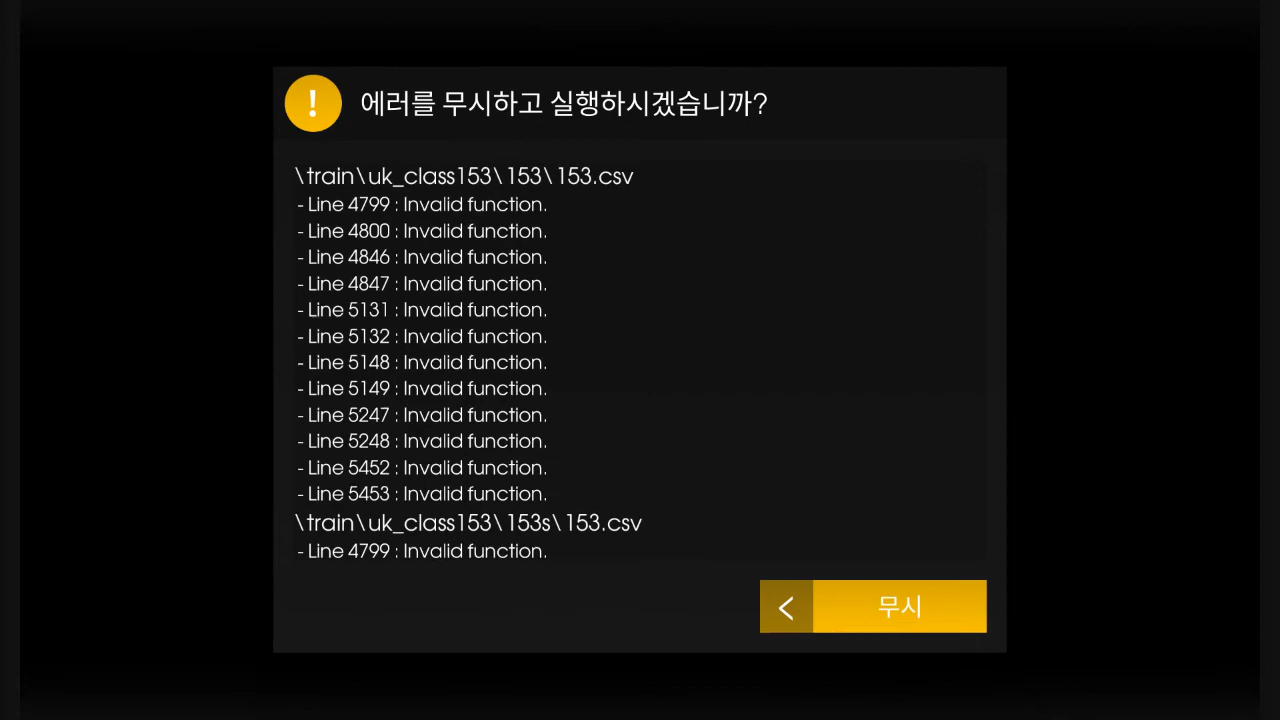 !
에러를 무시하고 실행하시겠습니까?
\train\uk_class153\153\153.csv
- Line 4799 : Invalid function.
- Line 4800 : Invalid function.
- Line 4846 : Invalid function.
- Line 4847 : Invalid function.
- Line 5131 : Invalid function.
- Line 5132 : Invalid function.
- Line 5148 : Invalid function.
- Line 5149 : Invalid function.
- Line 5247 : Invalid function.
- Line 5248 : Invalid function.
- Line 5452 : Invalid function.
- Line 5453 : Invalid function.
\train\uk_class153\153s\153.csv
- Line 4799 : Invalid function.
< 무시